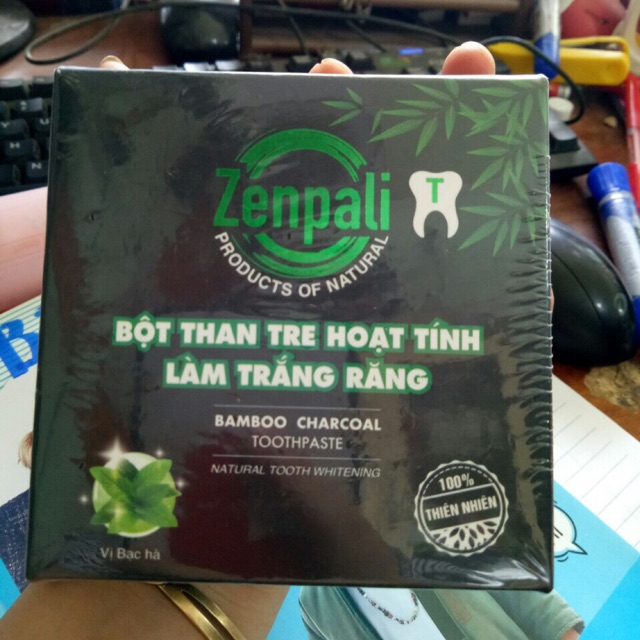 Zenpali
T
PRODUCTS OF NATURAL
BỘT THAN TRE HOẠT TÍNH
LÀM TRẮNG RĂNG
BAMBOO CHARCOAL
TOOTHPASTE
NATURAL TOOTH WHITENING
100%
THIÊN NHIÊN
Vị Bạc hà